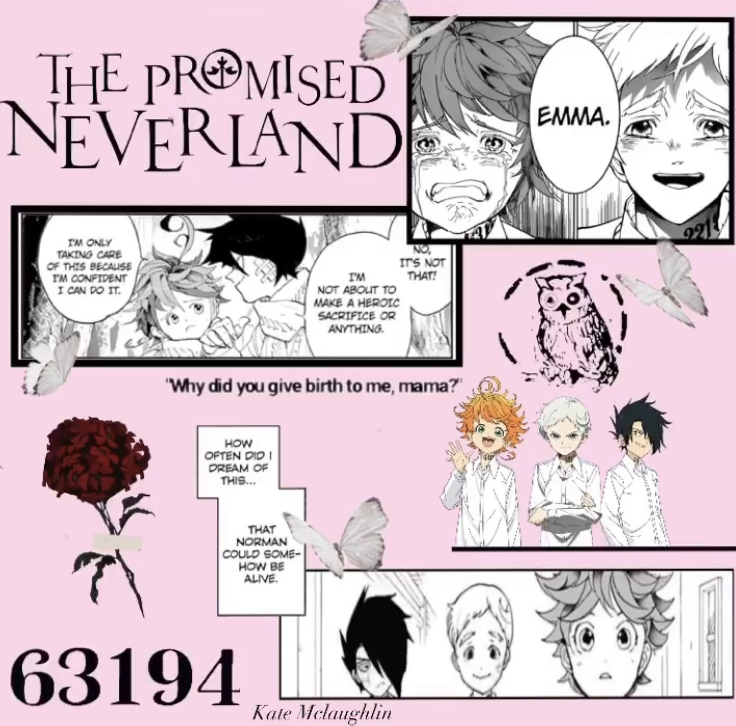 THE PROMISED
NEVERLAND
EMMA.
I'M ONLY
TAKING CARE
OF THIS BECAUSE
I'M CONFIDENT
I CAN DO IT.
NO,
IT'S NOT
THAT!
I'M
NOT ABOUT TO
MAKE A HEROIC
SACRIFICE OR
ANYTHING.
"Why did you give birth to me, mama?"
HOW
OFTEN DID I
DREAM OF
THIS...
THAT
NORMAN
COULD SOME-
HOW BE
ALIVE.
63194
Kate Mclaughlin